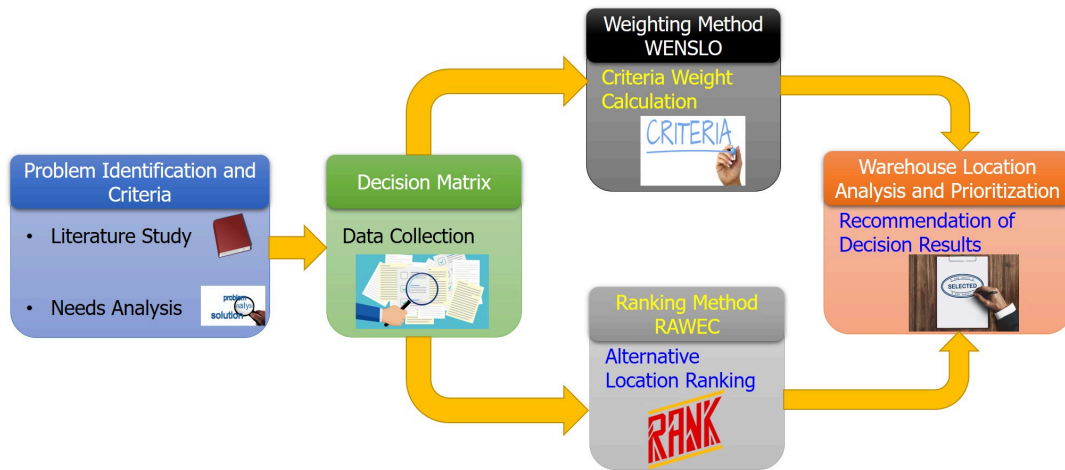 Problem Identification and
Criteria
• Literature Study
• Needs Analysis
problem
solution
Decision Matrix
Data Collection
Weighting Method
WENSLO
Criteria Weight
Calculation
CRITERIA
Ranking Method
RAWEC
Alternative
Location Ranking
RANK
Warehouse Location
Analysis and Prioritization
Recommendation of
Decision Results
SELECTED